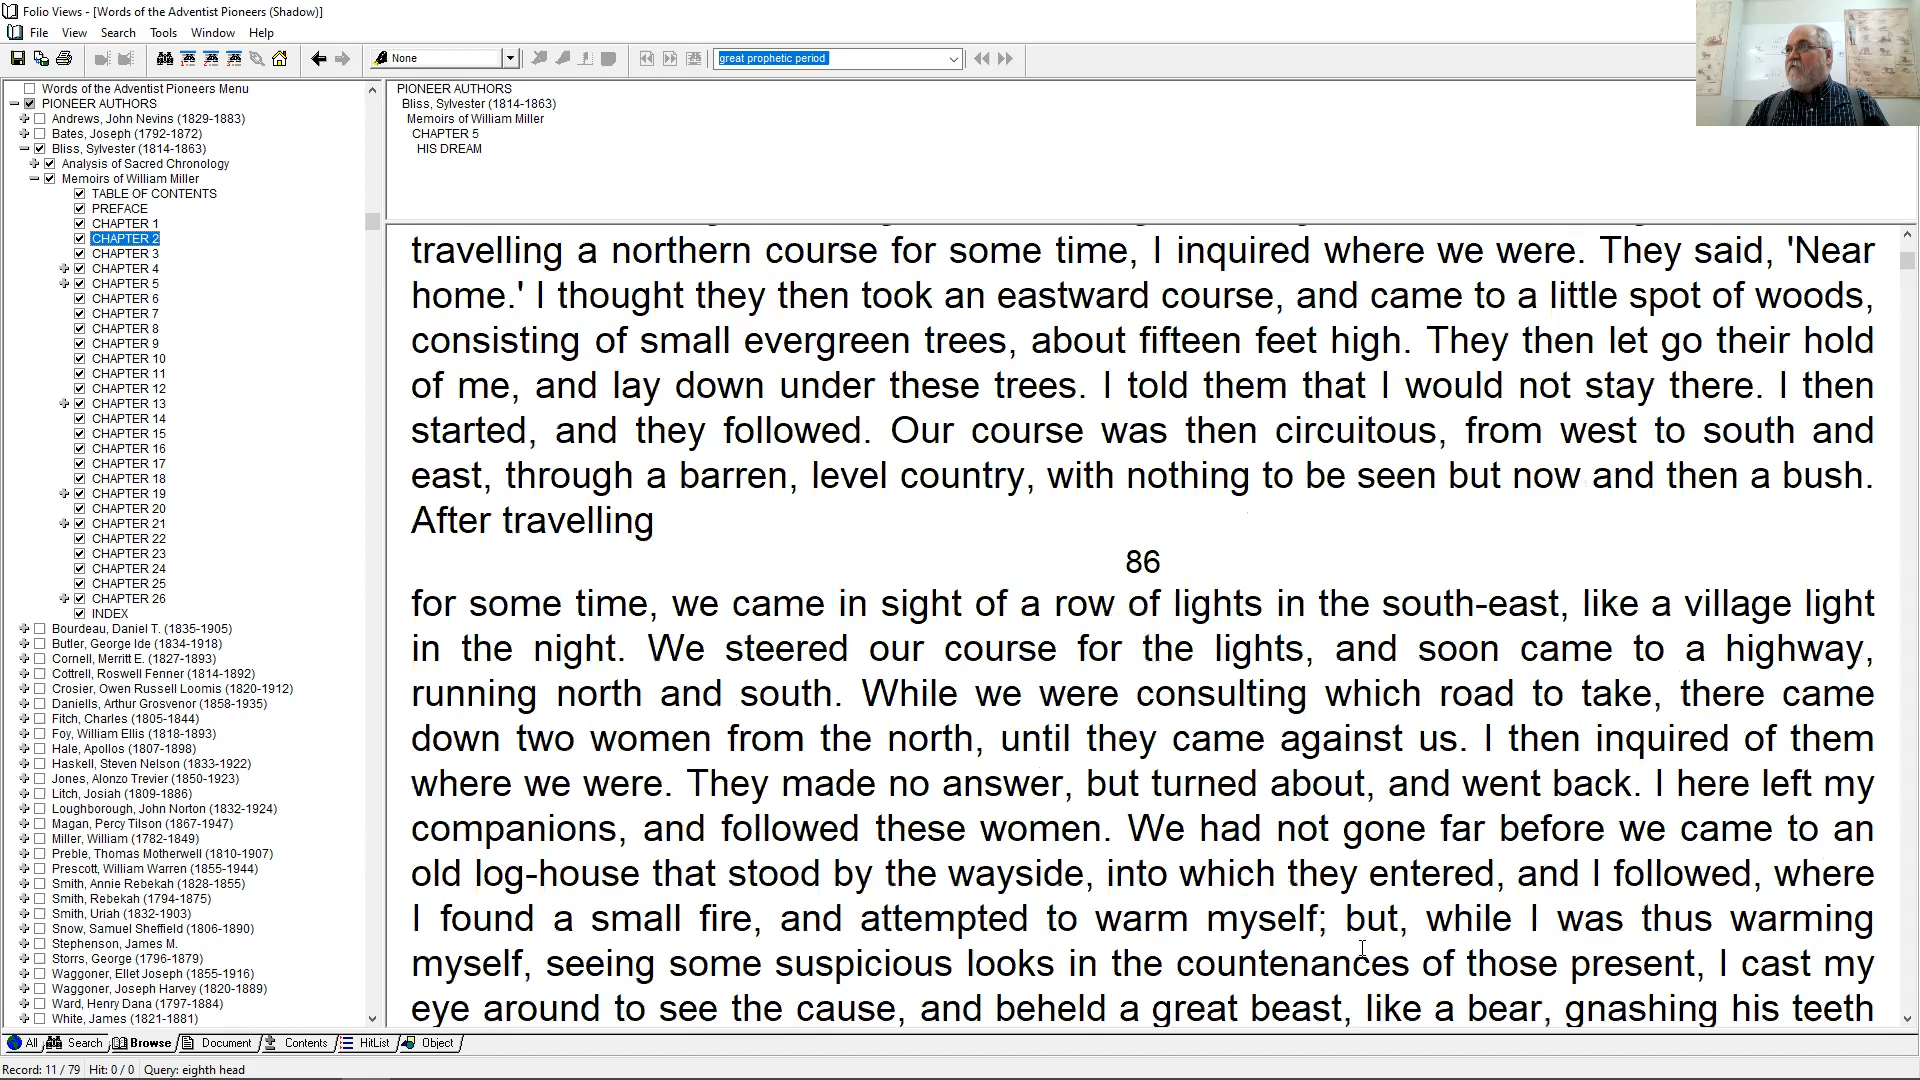 Folio Views - [Words of the Adventist Pioneers (Shadow)]
File View Search Tools Window Help
None
great prophetic period
Words of the Adventist Pioneers Menu
PIONEER AUTHORS
Andrews, John Nevins (1829-1883)
Bates, Joseph (1792-1872)
Bliss, Sylvester (1814-1863)
Analysis of Sacred Chronology
Memoirs of William Miller
TABLE OF CONTENTS
PREFACE
CHAPTER 1
CHAPTER 2
CHAPTER 3
CHAPTER 4
CHAPTER 5
CHAPTER 6
CHAPTER 7
CHAPTER 8
CHAPTER 9
CHAPTER 10
CHAPTER 11
CHAPTER 12
CHAPTER 13
CHAPTER 14
CHAPTER 15
CHAPTER 16
CHAPTER 17
CHAPTER 18
CHAPTER 19
CHAPTER 20
CHAPTER 21
CHAPTER 22
CHAPTER 23
CHAPTER 24
CHAPTER 25
CHAPTER 26
INDEX
Bourdeau, Daniel T. (1835-1905)
Butler, George Ide (1834-1918)
Cornell, Merritt E. (1827-1893)
Cottrell, Roswell Fenner (1814-1892)
Crosier, Owen Russell Loomis (1820-1912)
Daniells, Arthur Grosvenor (1858-1935)
Fitch, Charles (1805-1844)
Foy, William Ellis (1818-1893)
Hale, Apollos (1807-1898)
Haskell, Steven Nelson (1833-1922)
Jones, Alonzo Trevier (1850-1923)
Litch, Josiah (1809-1886)
Loughborough, John Norton (1832-1924)
Magan, Percy Tilson (1867-1947)
Miller, William (1782-1849)
Preble, Thomas Motherwell (1810-1907)
Prescott, William Warren (1855-1944)
Smith, Annie Rebekah (1828-1855)
Smith, Rebekah (1794-1875)
Smith, Uriah (1832-1903)
Snow, Samuel Sheffield (1806-1890)
Stephenson, James M.
Storrs, George (1796-1879)
Waggoner, Ellet Joseph (1855-1916)
Waggoner, Joseph Harvey (1820-1889)
Ward, Henry Dana (1797-1884)
White, James (1821-1881)
PIONEER AUTHORS
Bliss, Sylvester (1814-1863)
Memoirs of William Miller
CHAPTER 5
HIS DREAM
travelling a northern course for some time, I inquired where we were. They said, 'Near
home.' I thought they then took an eastward course, and came to a little spot of woods,
consisting of small evergreen trees, about fifteen feet high. They then let go their hold
of me, and lay down under these trees. I told them that I would not stay there. I then
started, and they followed. Our course was then circuitous, from west to south and
east, through a barren, level country, with nothing to be seen but now and then a bush.
After travelling
86
for some time, we came in sight of a row of lights in the south-east, like a village light
in the night. We steered our course for the lights, and soon came to a highway,
running north and south. While we were consulting which road to take, there came
down two women from the north, until they came against us. I then inquired of them
where we were. They made no answer, but turned about, and went back. I here left my
companions, and followed these women. We had not gone far before we came to an
old log-house that stood by the wayside, into which they entered, and I followed, where
I found a small fire, and attempted to warm myself; but, while I was thus warming
myself, seeing some suspicious looks in the countenances of those present, I cast my
eye around to see the cause, and beheld a great beast, like a bear, gnashing his teeth
All Search Browse Document Contents HitList Object
Record: 11 / 79 Hit: 0 / 0 Query: eighth head